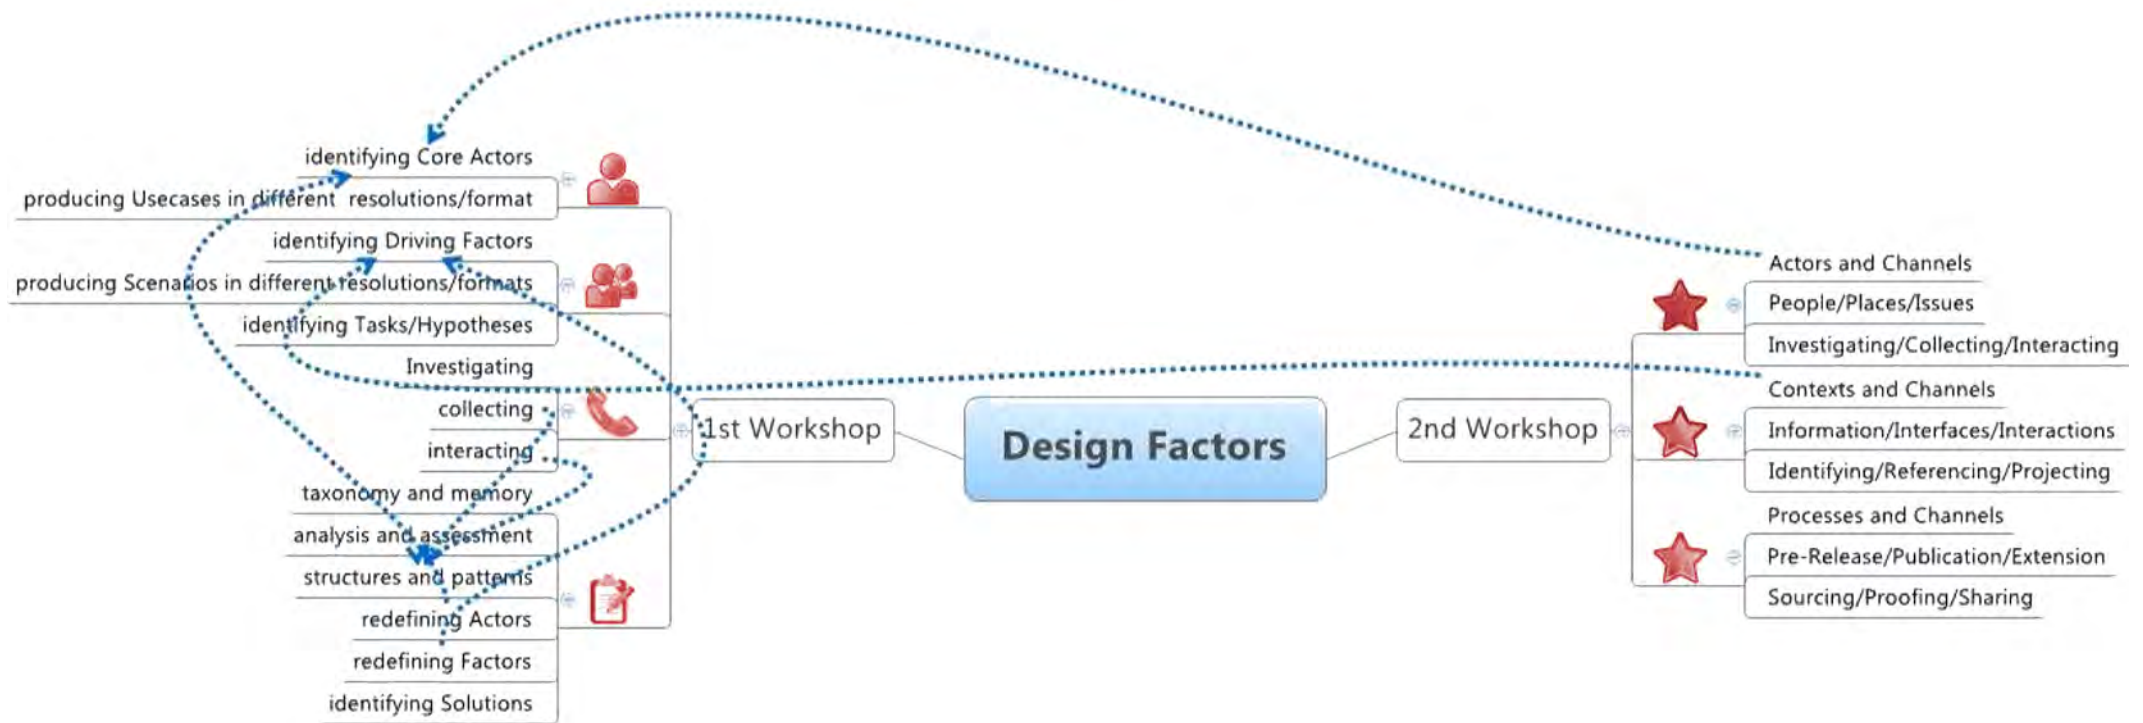 identifying Core Actors
producing Usecases in different resolutions/format
identifying Driving Factors
producing Scenarios in different resolutions/formats
identifying Tasks/Hypotheses
Investigating
collecting
interacting
taxonomy and memory
analysis and assessment
structures and patterns
redefining Actors
redefining Factors
identifying Solutions
1st Workshop
Design Factors
2nd Workshop
Actors and Channels
People/Places/Issues
Investigating/Collecting/Interacting
Contexts and Channels
Information/Interfaces/Interactions
Identifying/Referencing/Projecting
Processes and Channels
Pre-Release/Publication/Extension
Sourcing/Proofing/Sharing